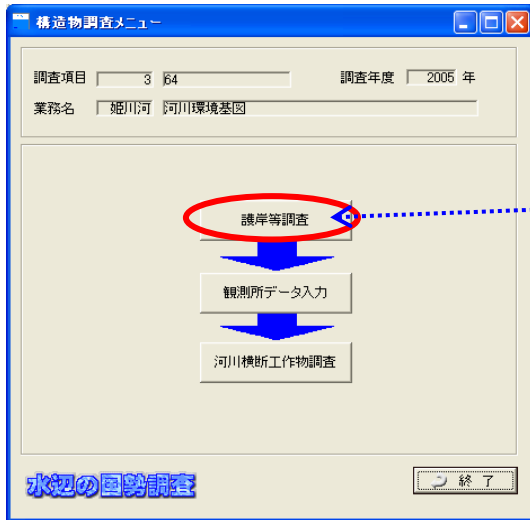 構造物調査メニュー
調査項目 3 64 調査年度 2005 年
業務名 姫川河 河川環境基図
護岸等調査
観測所データ入力
河川横断工作物調査
水辺の国勢調査
終 了